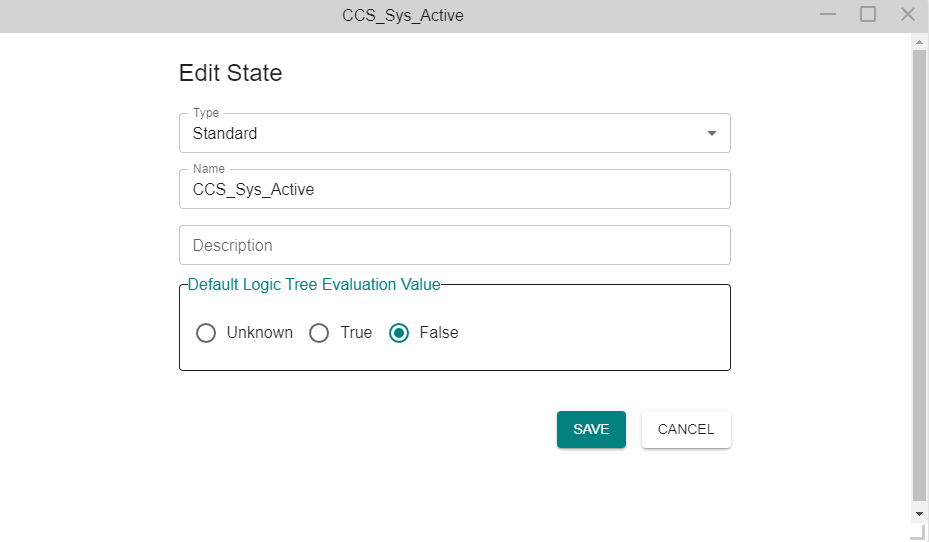 CCS_Sys_Active
Edit State
Type
Standard
Name
CCS_Sys_Active
Description
Default Logic Tree Evaluation Value
Unknown True False
SAVE CANCEL